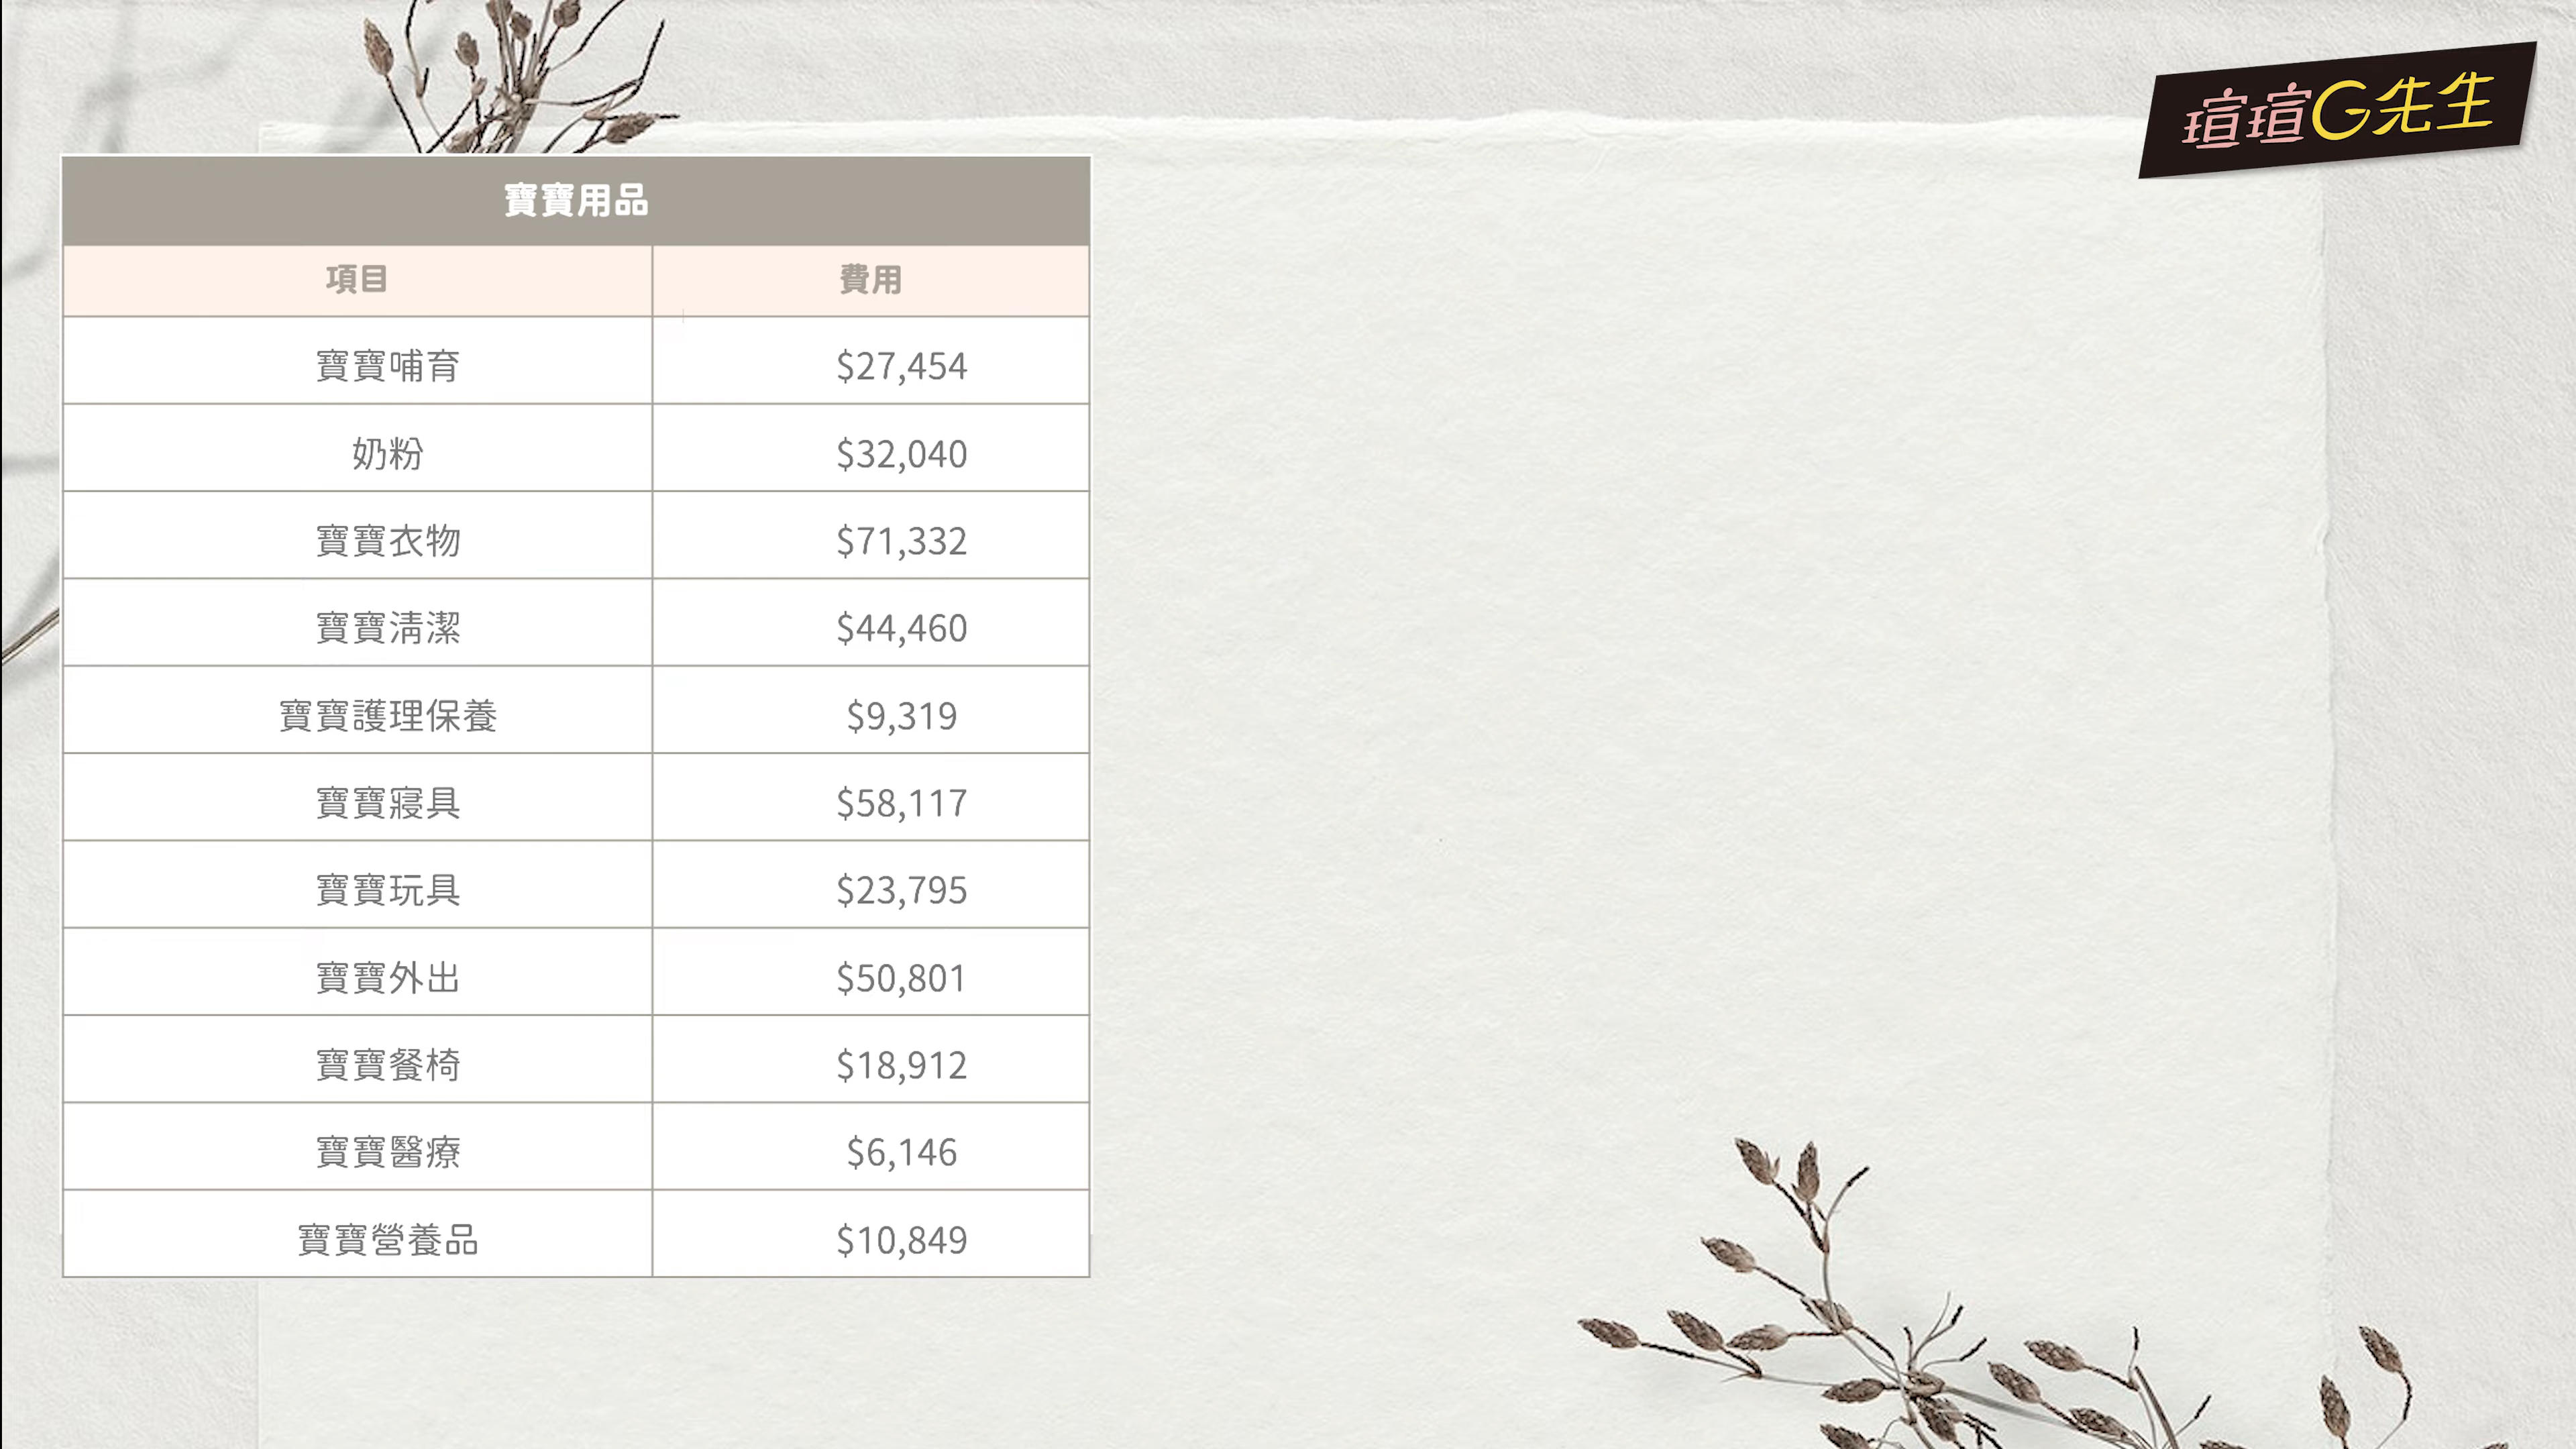 瑄瑄G先生
寶寶用品
項目 費用
寶寶哺育 $27,454
奶粉 $32,040
寶寶衣物 $71,332
寶寶清潔 $44,460
寶寶護理保養 $9,319
寶寶寢具 $58,117
寶寶玩具 $23,795
寶寶外出 $50,801
寶寶餐椅 $18,912
寶寶醫療 $6,146
寶寶營養品 $10,849